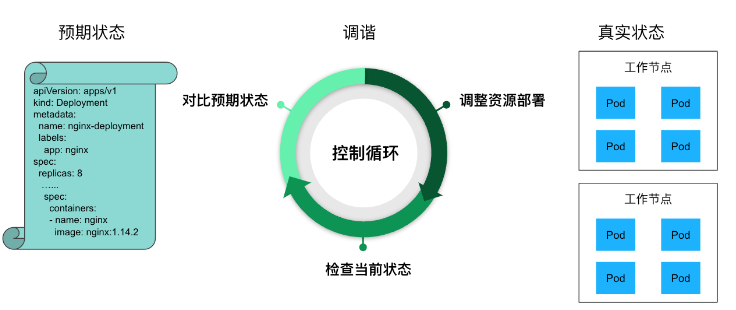 预期状态
apiVersion: apps/v1
kind: Deployment
metadata:
name: nginx-deployment
labels:
app: nginx
spec:
replicas: 8
......
spec:
containers:
- name: nginx
image: nginx:1.14.2
调谐
对比预期状态
调整资源部署
控制循环
检查当前状态
真实状态
工作节点
Pod Pod
Pod Pod
工作节点
Pod Pod
Pod Pod